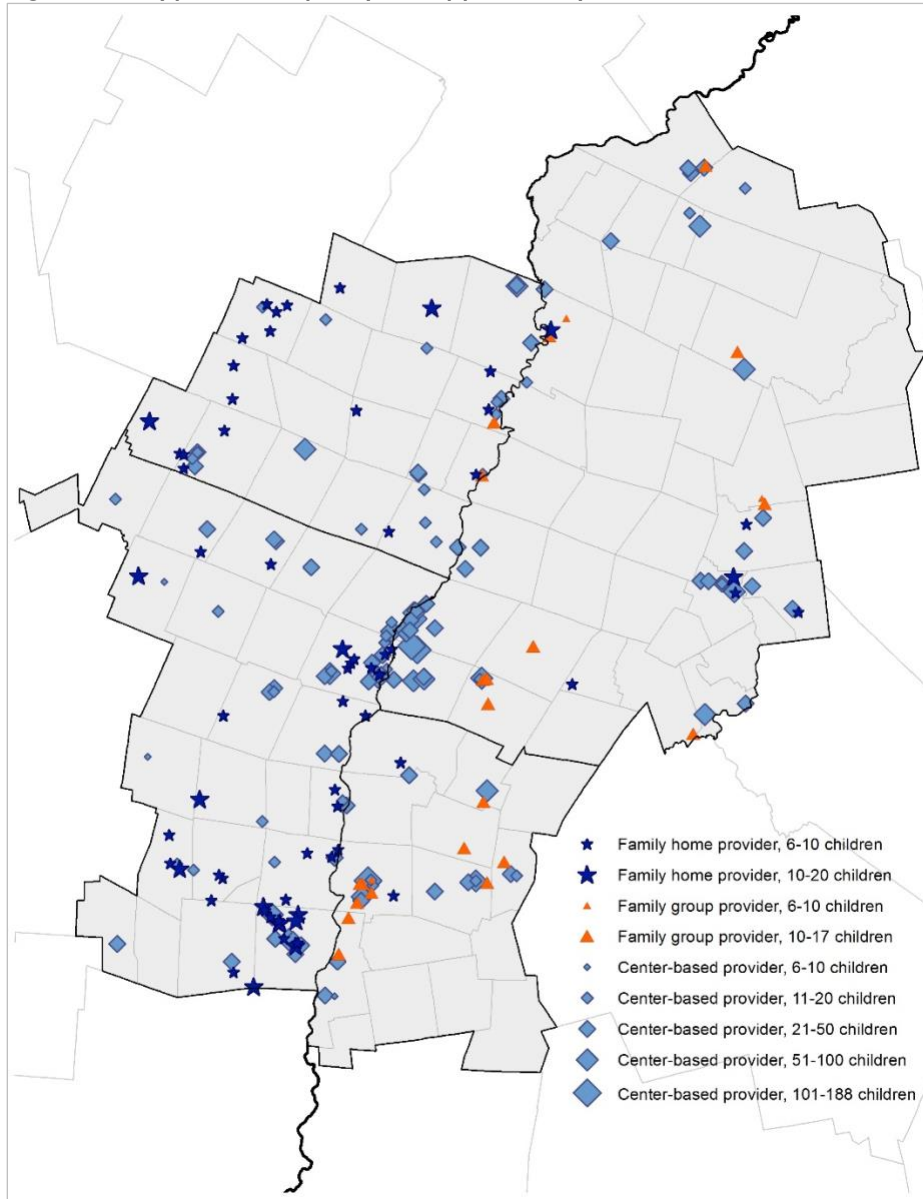 Family home provider, 6-10 children
Family home provider, 10-20 children
Family group provider, 6-10 children
Family group provider, 10-17 children
Center-based provider, 6-10 children
Center-based provider, 11-20 children
Center-based provider, 21-50 children
Center-based provider, 51-100 children
Center-based provider, 101-188 children